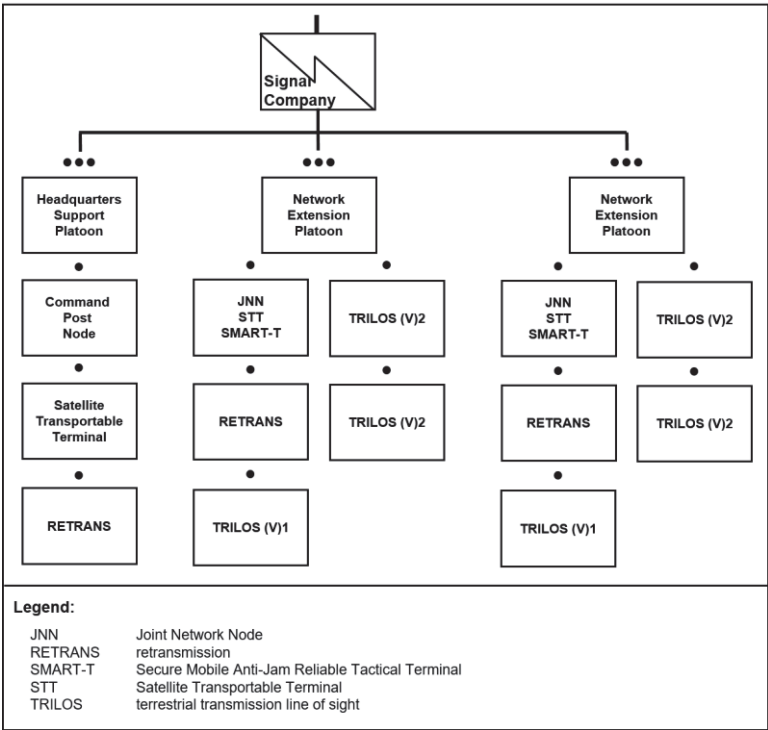 Signal
Company
Headquarters
Support
Platoon
Network
Extension
Platoon
Network
Extension
Platoon
Command
Post
Node
JNN
STT
SMART-T
TRILOS (V)2
JNN
STT
SMART-T
TRILOS (V)2
Satellite
Transportable
Terminal
RETRANS
TRILOS (V)2
RETRANS
TRILOS (V)2
RETRANS
TRILOS (V)1
TRILOS (V)1
Legend:
JNN Joint Network Node
RETRANS retransmission
SMART-T Secure Mobile Anti-Jam Reliable Tactical Terminal
STT Satellite Transportable Terminal
TRILOS terrestrial transmission line of sight